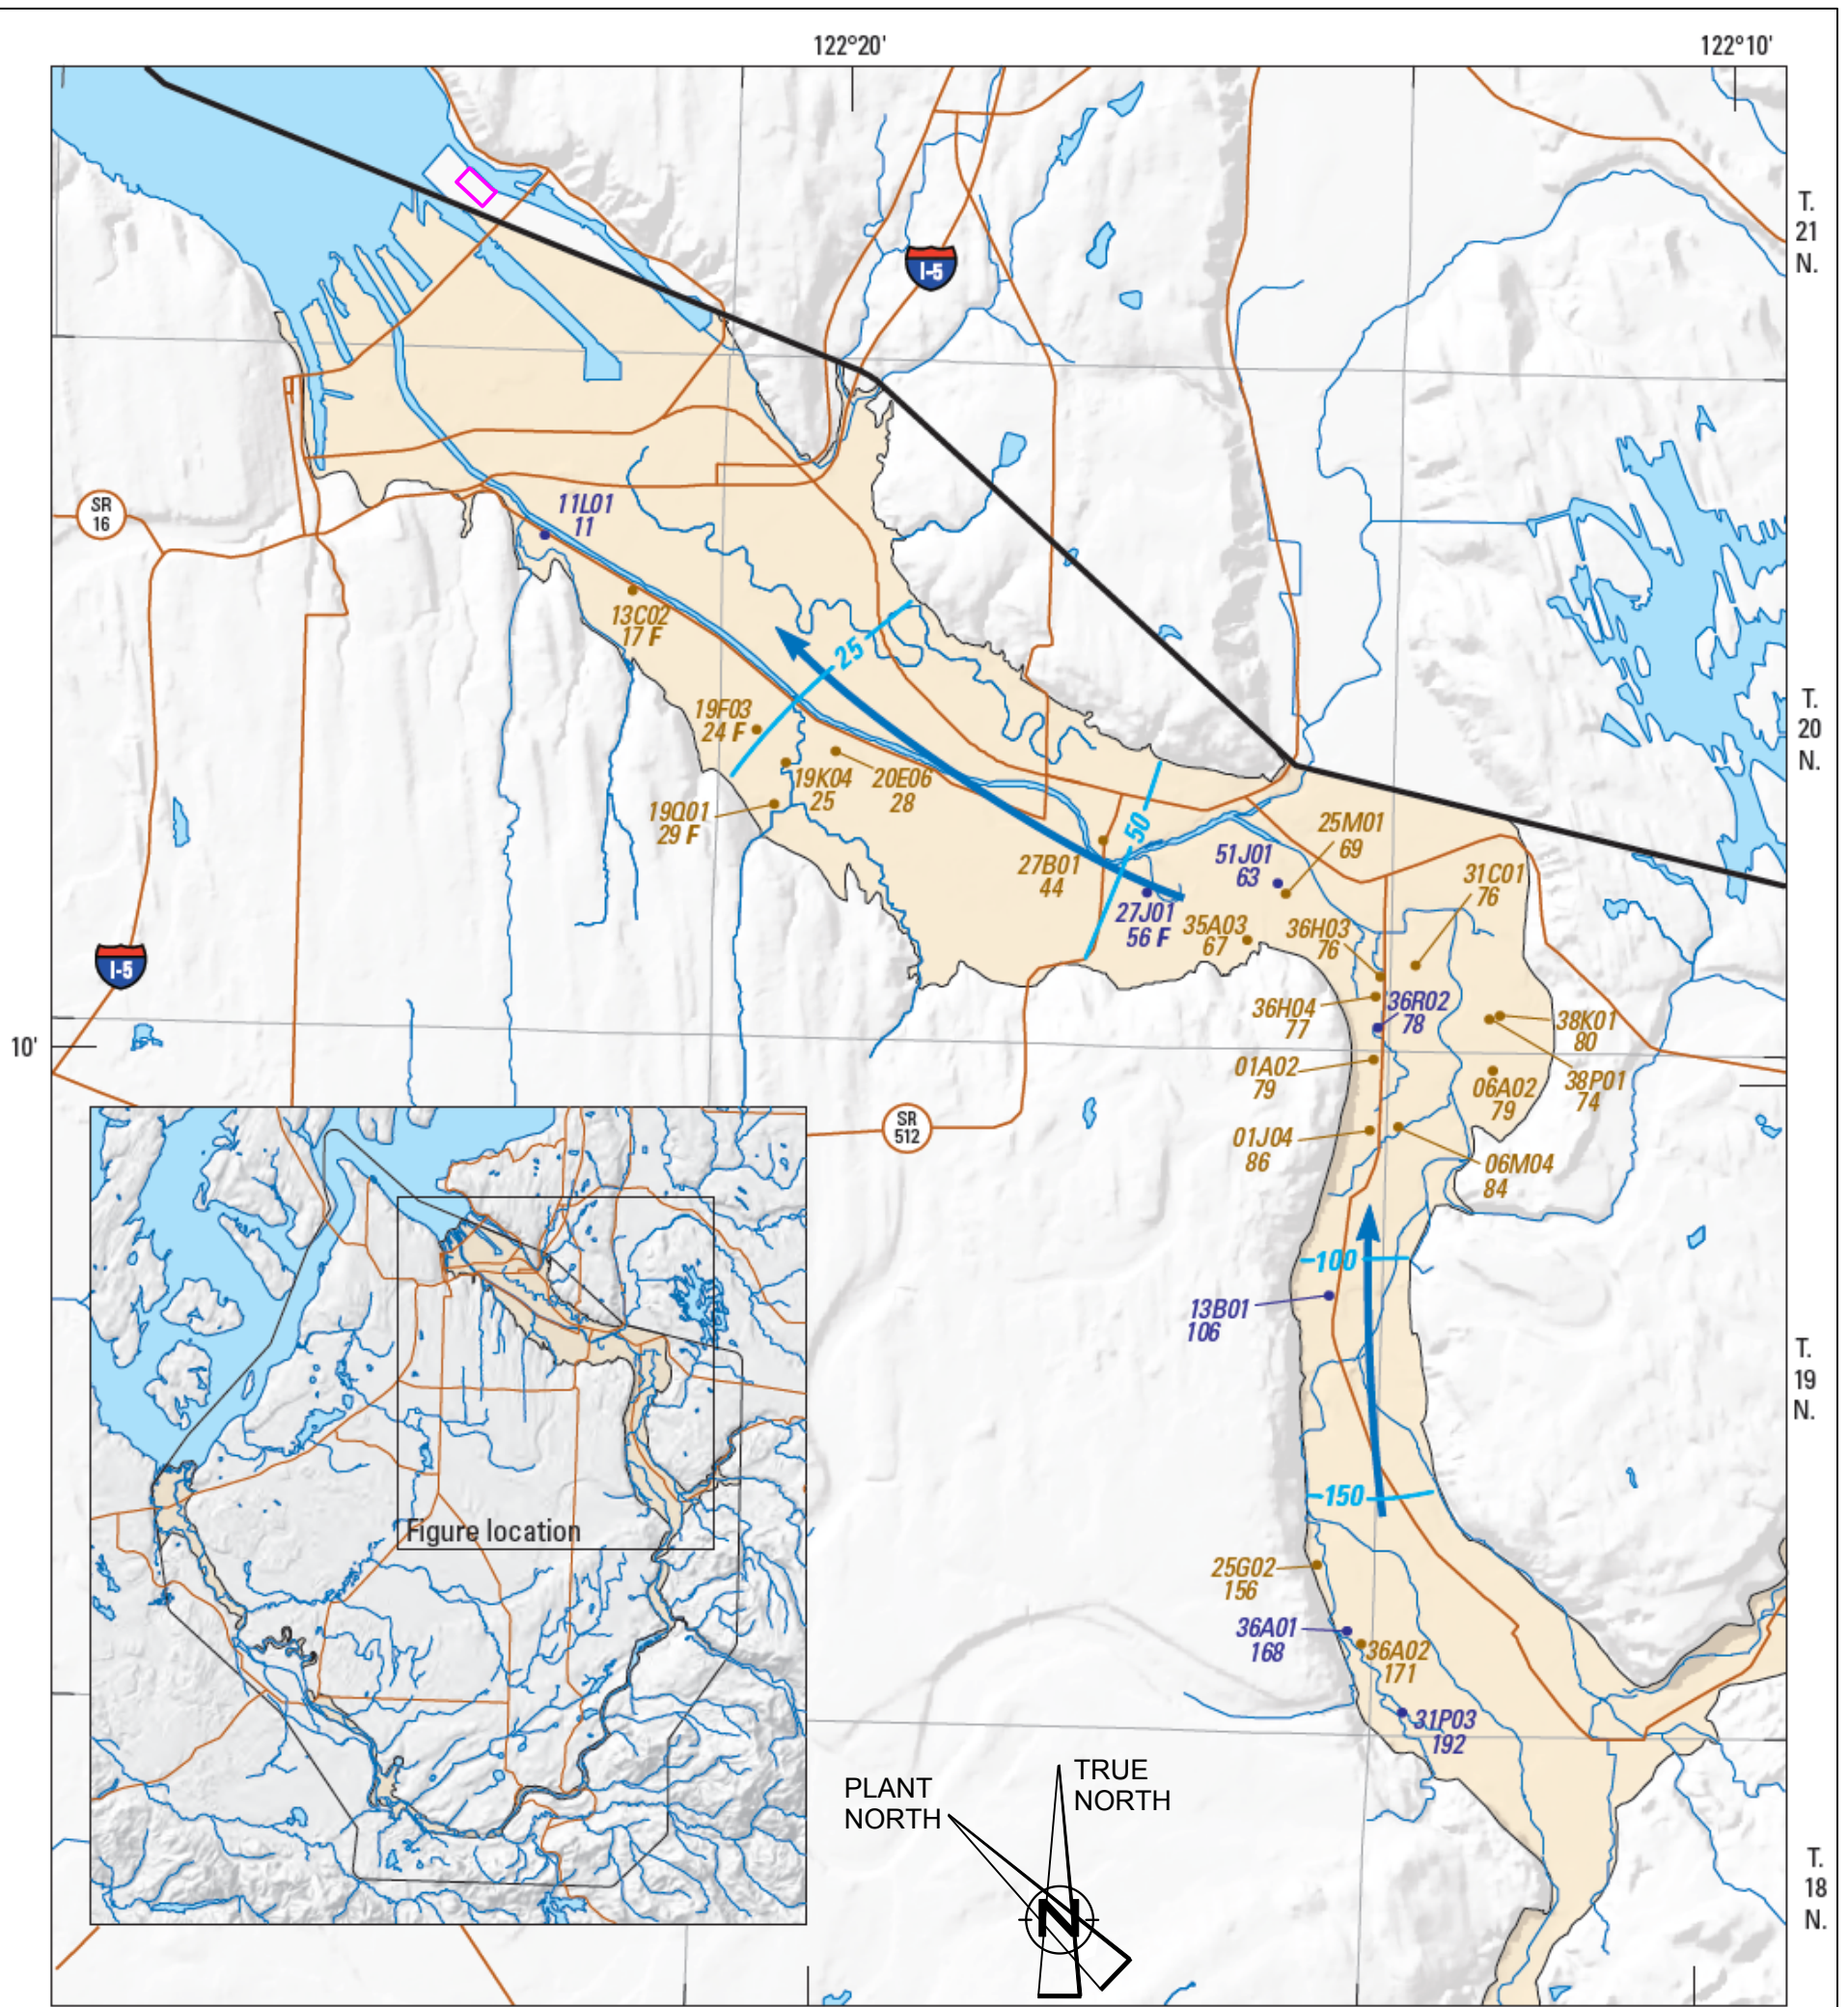 122°20'
122°10'
T.
21
N.
I-5
SR
16
11L01
11
13C02
17 F
25
19F03
24 F
T.
20
N.
19K04
25
20E06
28
19Q01
29 F
50
25M01
69
27B01
44
51J01
63
31C01
76
27J01
56 F
35A03
67
36H03
76
I-5
36H04
77
36R02
78
38K01
80
10'
01A02
79
38P01
74
06A02
79
SR
512
01J04
86
06M04
84
100
13B01
106
T.
19
N.
150
Figure location
25G02
156
36A01
168
36A02
171
31P03
192
PLANT
NORTH
TRUE
NORTH
N
T.
18
N.